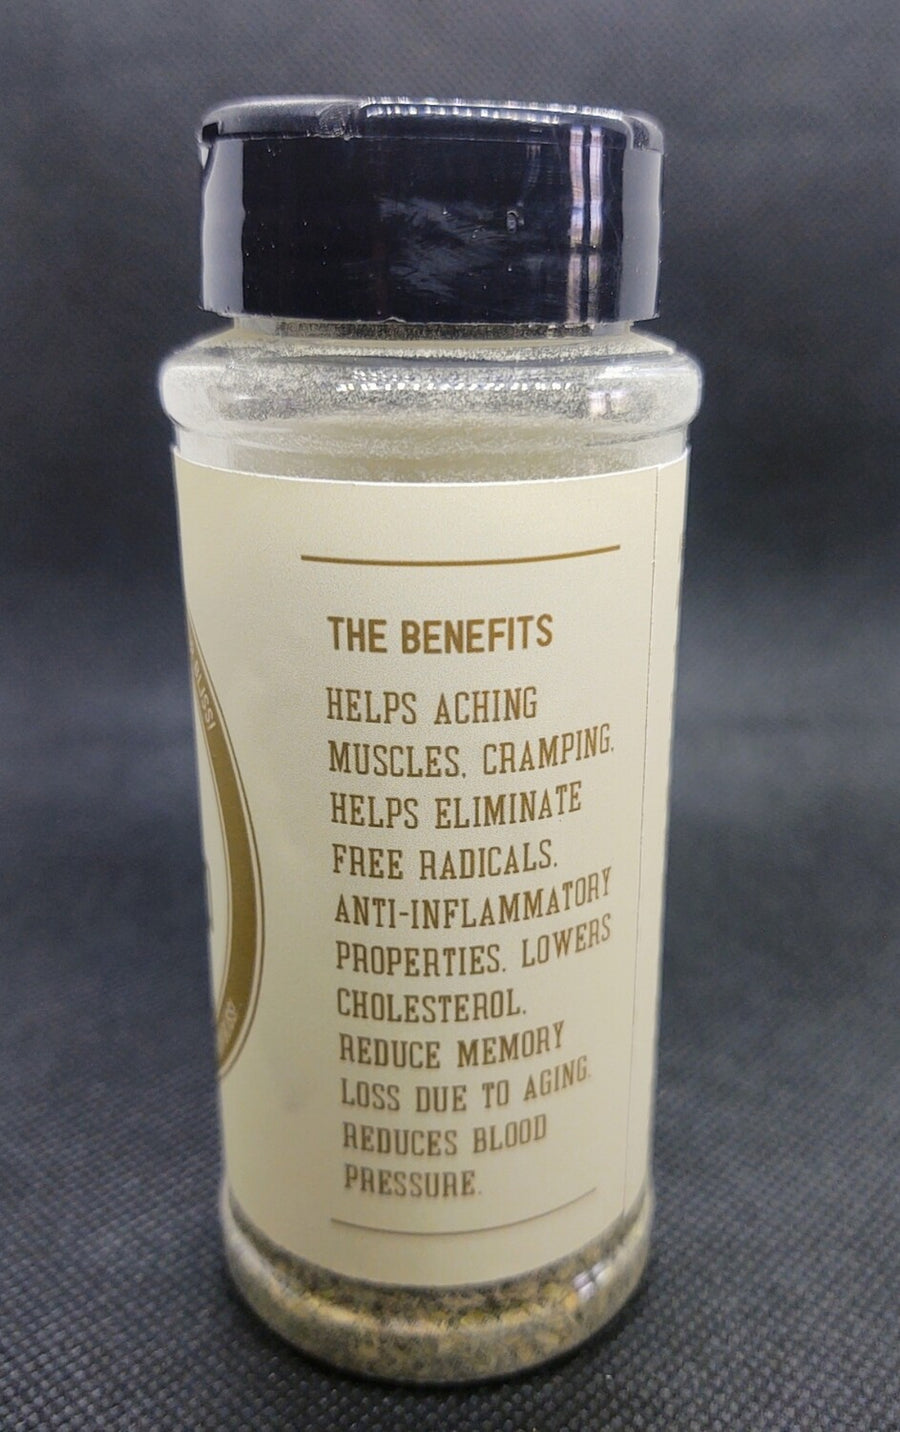 THE BENEFITS
HELPS ACHING
MUSCLES, CRAMPING,
HELPS ELIMINATE
FREE RADICALS.
ANTI-INFLAMMATORY
PROPERTIES. LOWERS
CHOLESTEROL.
REDUCE MEMORY
LOSS DUE TO AGING.
REDUCES BLOOD
PRESSURE.